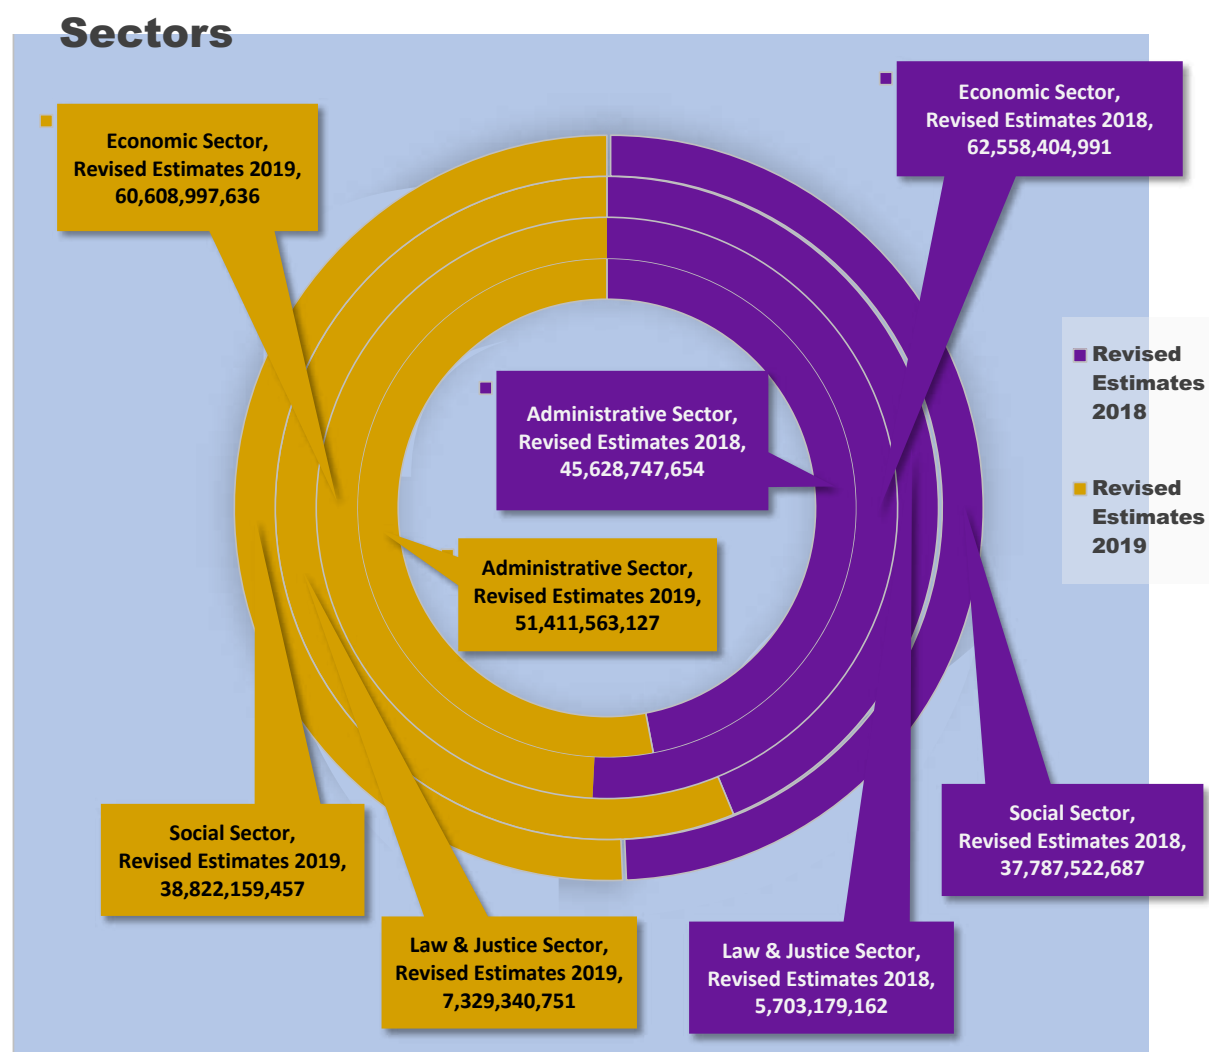 Sectors
Economic Sector,
Revised Estimates 2018,
62,558,404,991
Economic Sector,
Revised Estimates 2019,
60,608,997,636
Revised
Estimates
2018
Administrative Sector,
Revised Estimates 2018,
45,628,747,654
Revised
Estimates
2019
Administrative Sector,
Revised Estimates 2019,
51,411,563,127
Social Sector,
Revised Estimates 2018,
37,787,522,687
Social Sector,
Revised Estimates 2019,
38,822,159,457
Law & Justice Sector,
Revised Estimates 2019,
7,329,340,751
Law & Justice Sector,
Revised Estimates 2018,
5,703,179,162